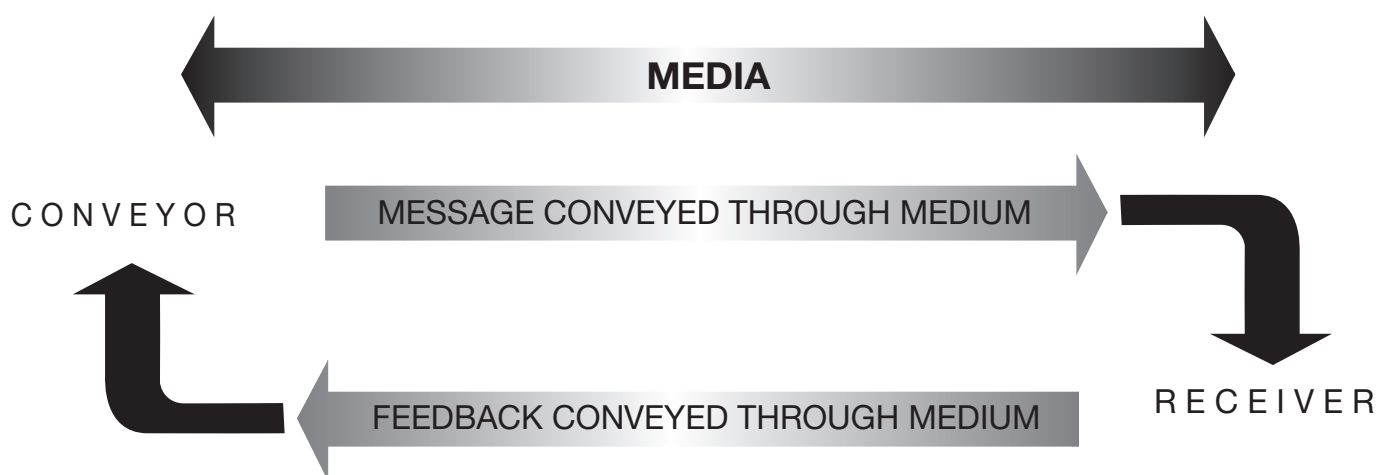 MEDIA
CONVEYOR
MESSAGE CONVEYED THROUGH MEDIUM
RECEIVER
FEEDBACK CONVEYED THROUGH MEDIUM